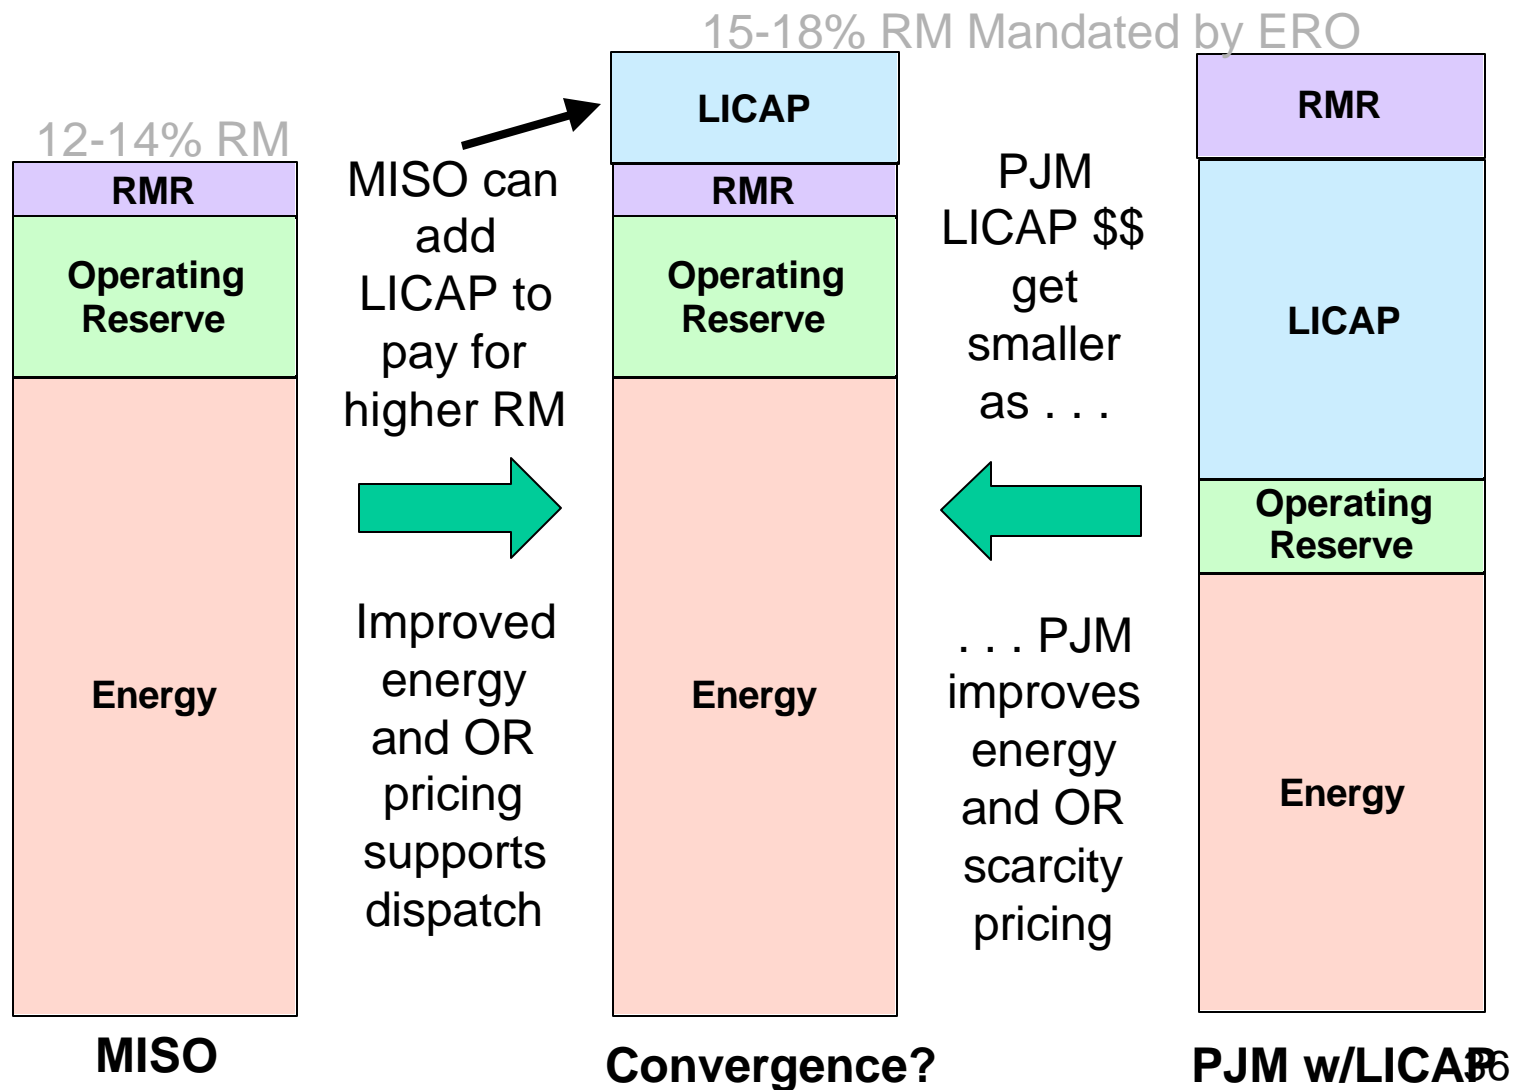 15-18% RM Mandated by ERO
12-14% RM
RMR
Operating
Reserve
Energy
MISO
MISO can
add
LICAP to
pay for
higher RM
Improved
energy
and OR
pricing
supports
dispatch
LICAP
RMR
Operating
Reserve
Energy
Convergence?
PJM
LICAP $$
get
smaller
as . . .
. . . PJM
improves
energy
and OR
scarcity
pricing
RMR
LICAP
Operating
Reserve
Energy
PJM w/LICAP
36